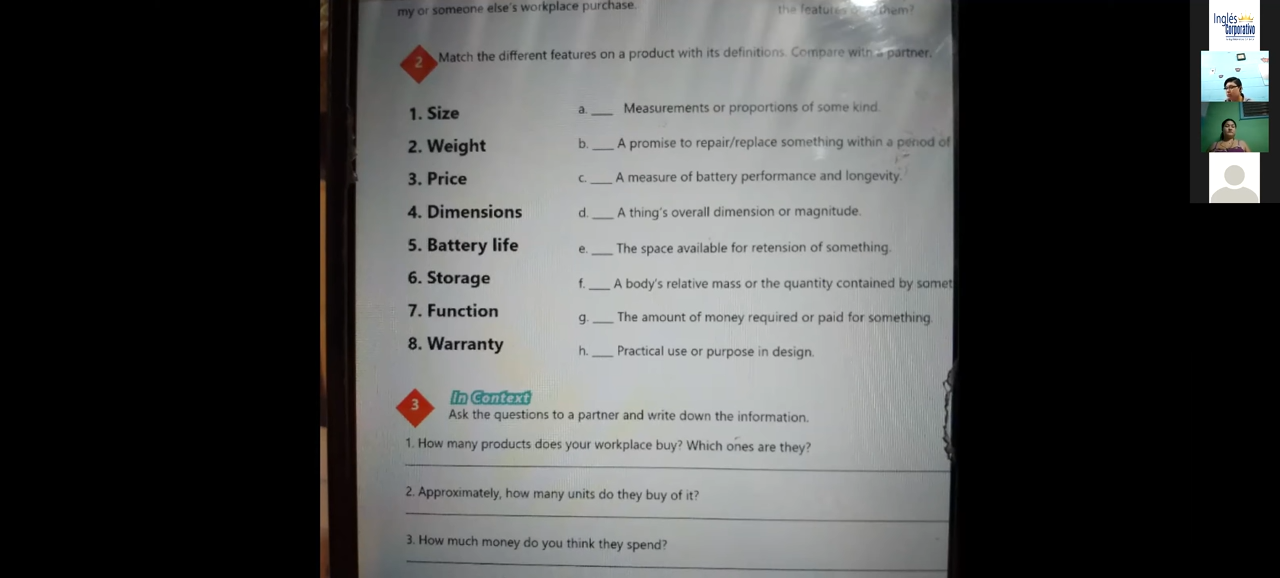 my or someone else's workplace purchase.
the features of them?
2
Match the different features on a product with its definitions. Compare with a partner.
1. Size
2. Weight
3. Price
4. Dimensions
5. Battery life
6. Storage
7. Function
8. Warranty
a. ___ Measurements or proportions of some kind.
b. ___ A promise to repair/replace something within a period of
c. ___ A measure of battery performance and longevity.
d. ___ A thing's overall dimension or magnitude.
e. ___ The space available for retension of something.
f. ___ A body's relative mass or the quantity contained by
g. ___ The amount of money required or paid for something.
h. ___ Practical use or purpose in design.
3
In Context
Ask the questions to a partner and write down the information.
1. How many products does your workplace buy? Which ones are they?
2. Approximately, how many units do they buy of it?
3. How much money do you think they spend?
Inglés
Corporativo